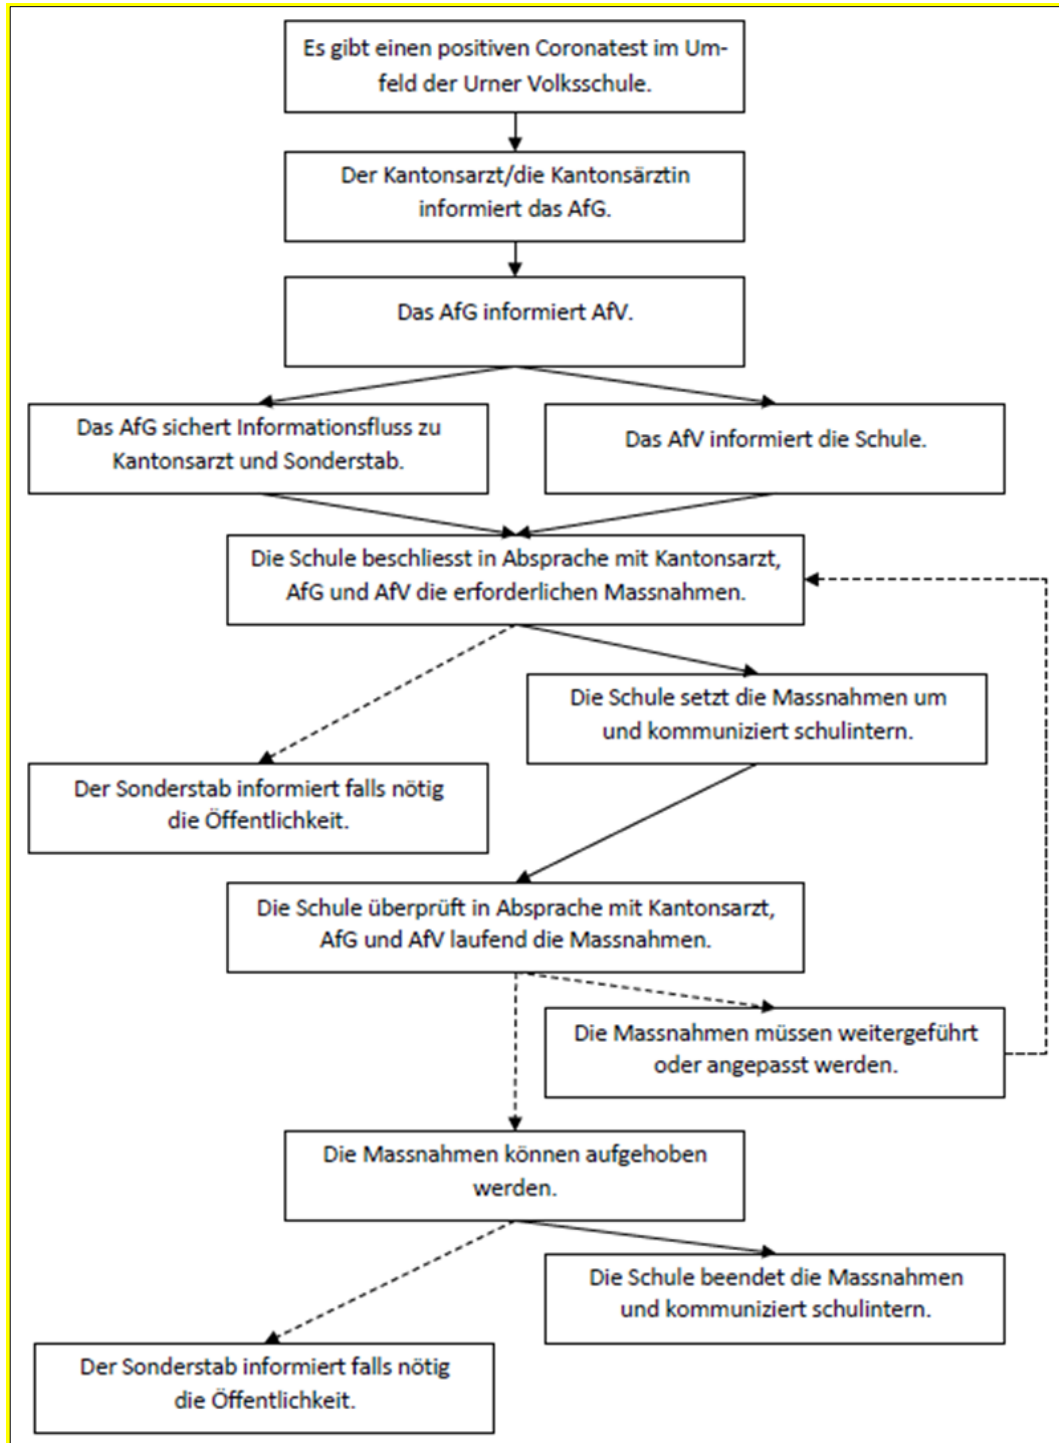 Es gibt einen positiven Coronatest im Um-
feld der Urner Volksschule.
Der Kantonsarzt/die Kantonsärztin
informiert das AfG.
Das AfG informiert AfV.
Das AfG sichert Informationsfluss zu
Kantonsarzt und Sonderstab.
Das AfV informiert die Schule.
Die Schule beschliesst in Absprache mit Kantonsarzt,
AfG und AfV die erforderlichen Massnahmen.
Die Schule setzt die Massnahmen um
und kommuniziert schulintern.
Der Sonderstab informiert falls nötig
die Öffentlichkeit.
Die Schule überprüft in Absprache mit Kantonsarzt,
AfG und AfV laufend die Massnahmen.
Die Massnahmen müssen weitergeführt
oder angepasst werden.
Die Massnahmen können aufgehoben
werden.
Die Schule beendet die Massnahmen
und kommuniziert schulintern.
Der Sonderstab informiert falls nötig
die Öffentlichkeit.